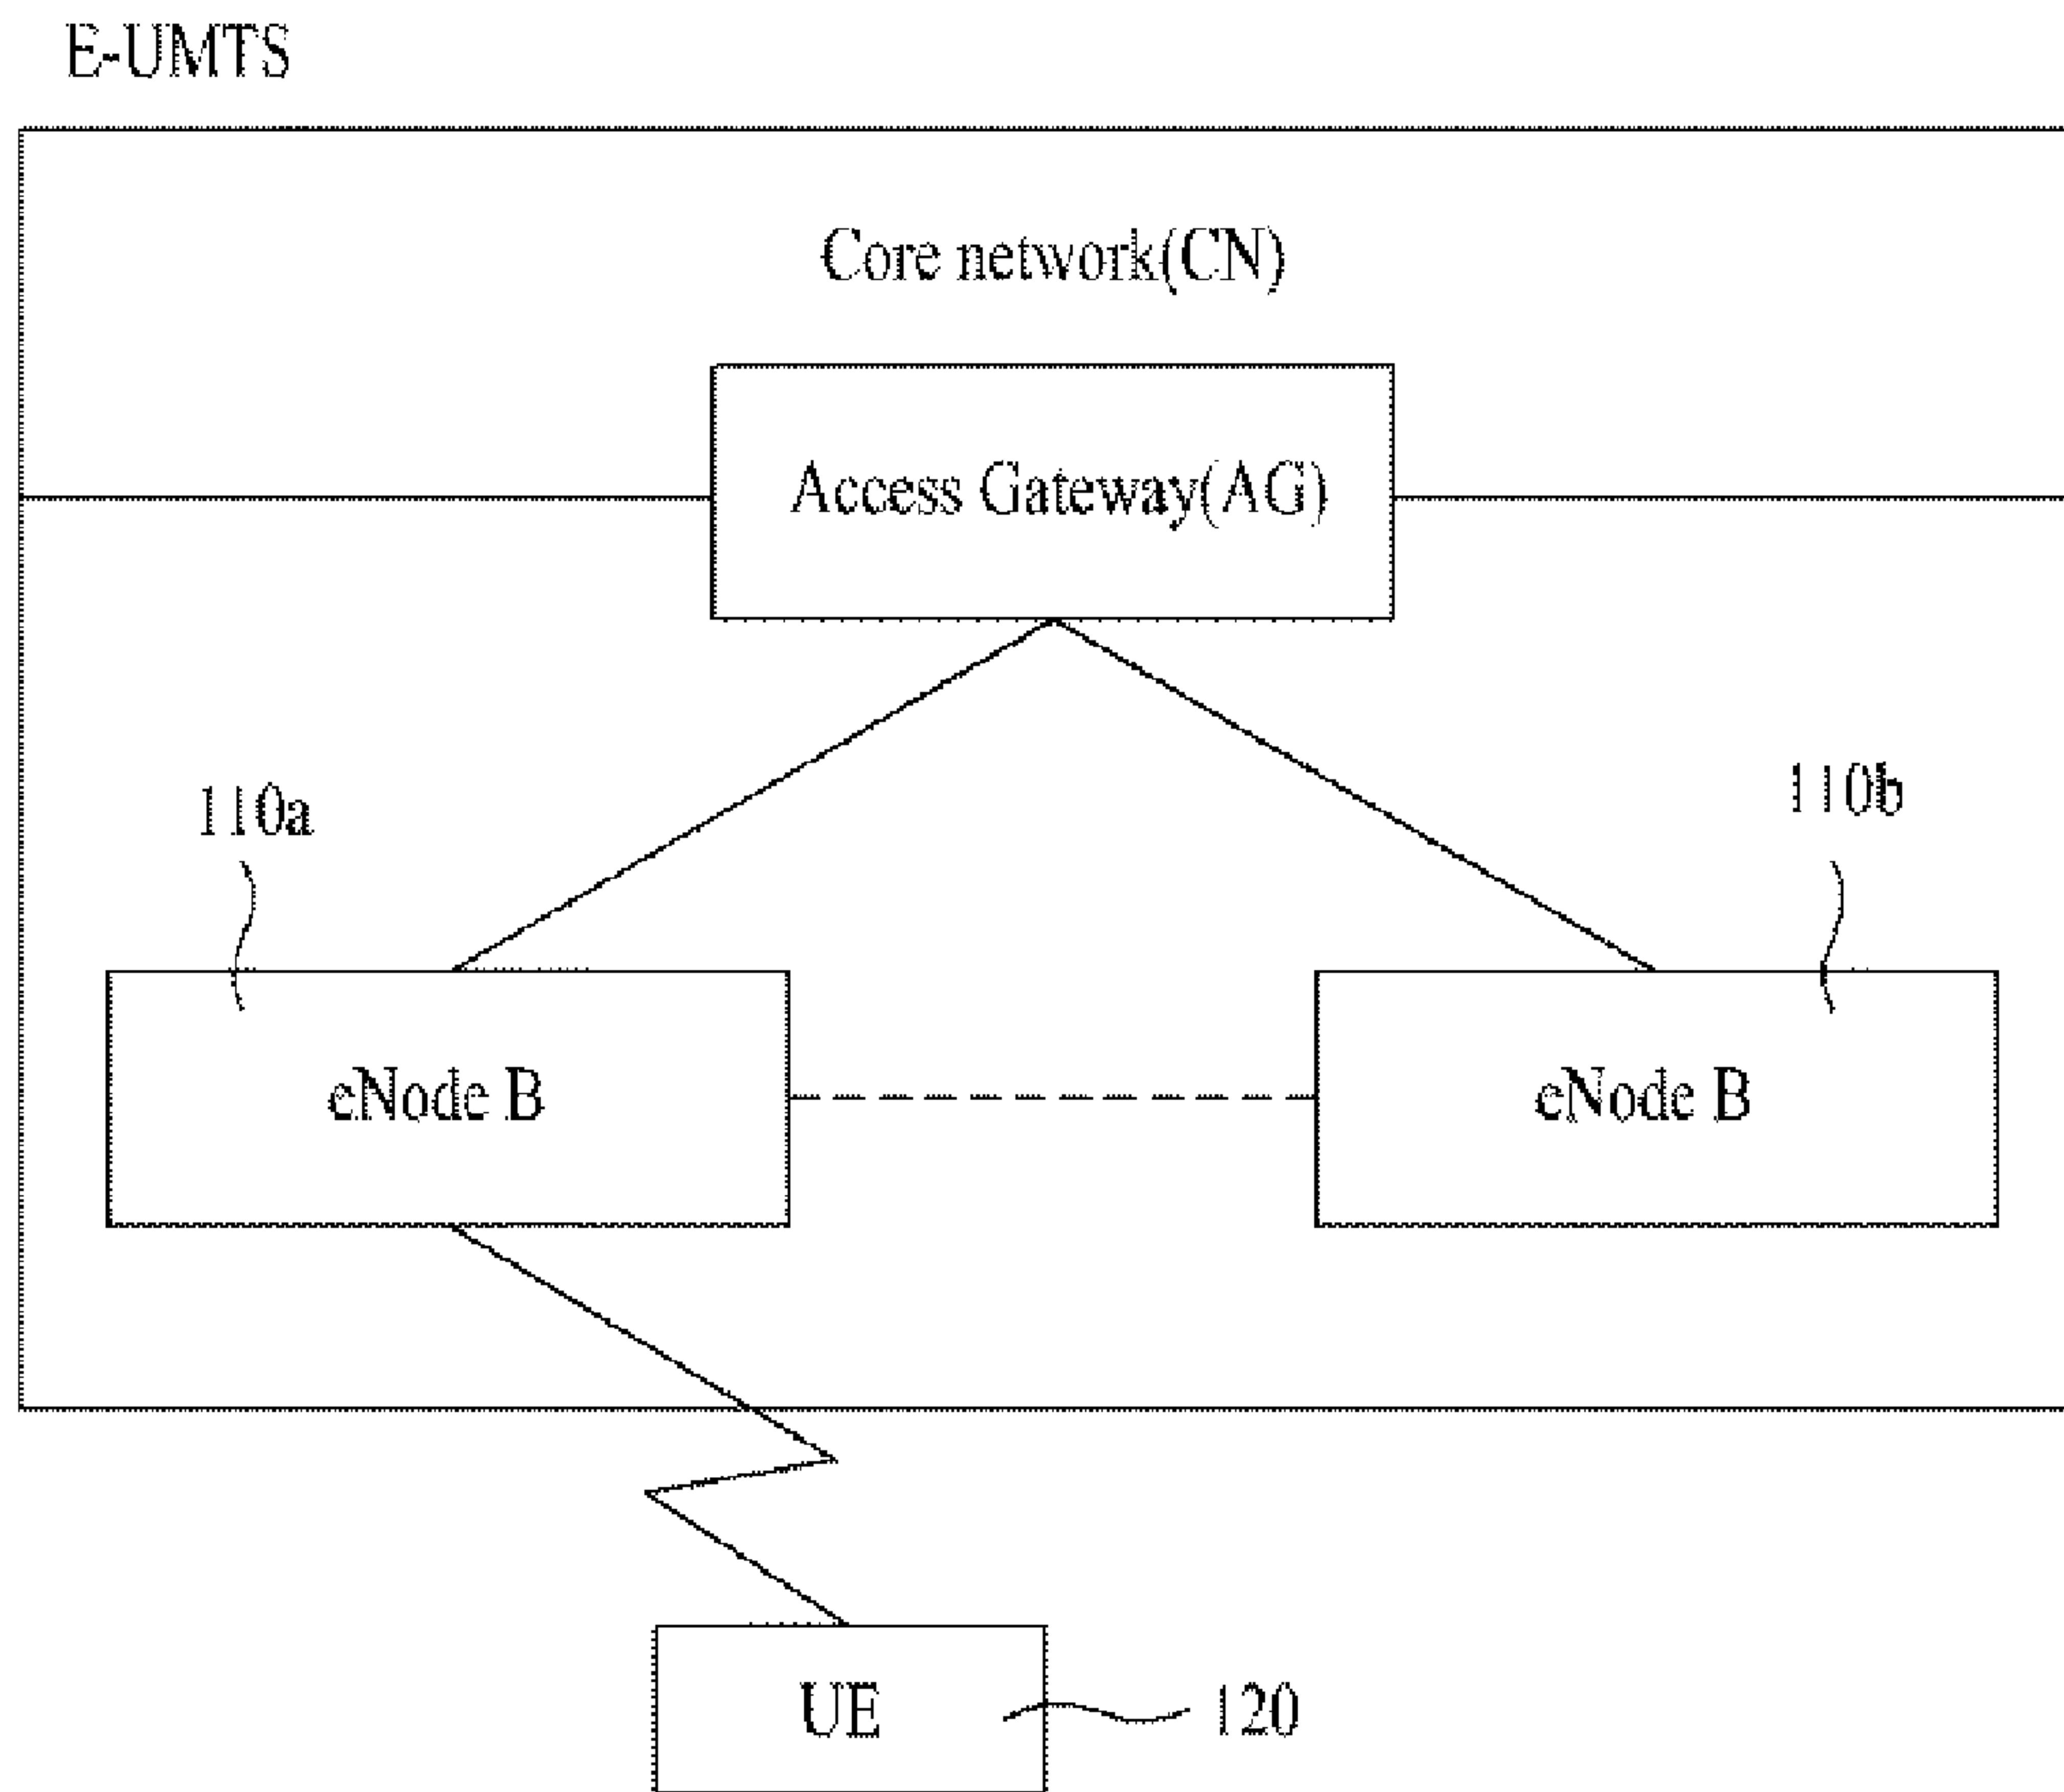 E-UMTS
Core network(CN)
Access Gateway(AG)
110a
110b
eNode B
eNode B
UE
120